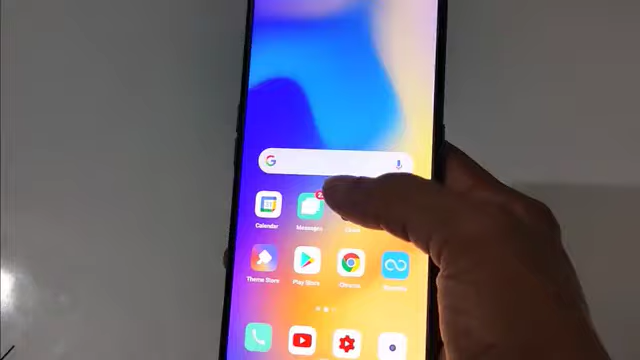 Calendar
Messages
Theme Store
Play Store
Chrome